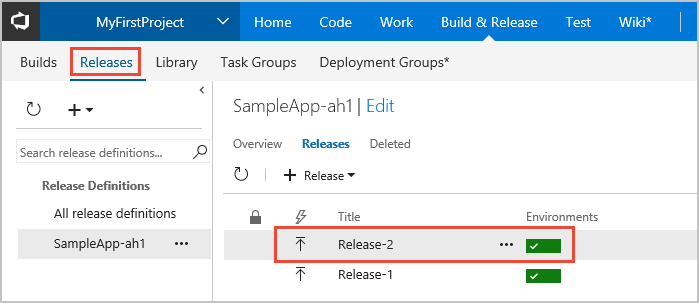 MyFirstProject Home Code Work Build & Release Test Wiki*
Builds Releases Library Task Groups Deployment Groups*
SampleApp-ah1 | Edit
Search release definitions...
Overview Releases Deleted
Release Definitions
Release
All release definitions
SampleApp-ah1 •••
Title Environments
Release-2 •••
Release-1